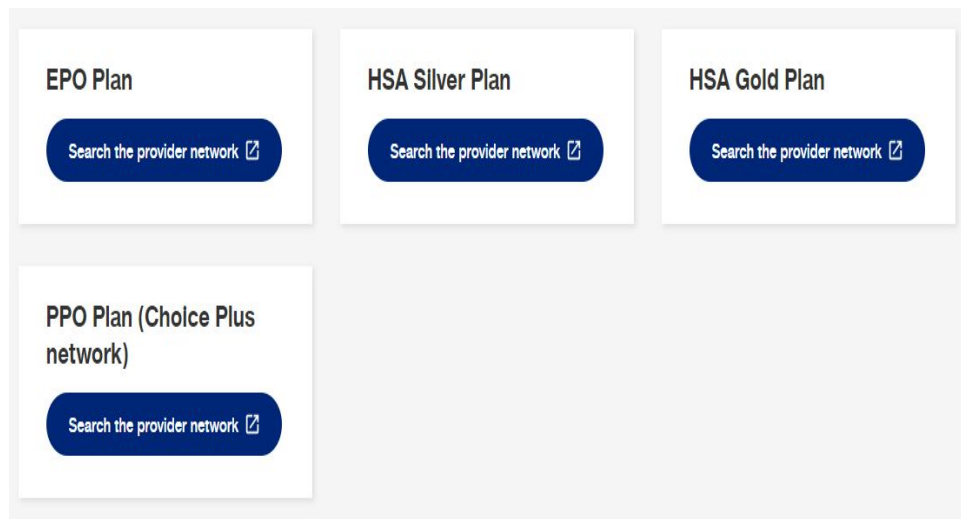 EPO Plan
Search the provider network
HSA Silver Plan
Search the provider network
HSA Gold Plan
Search the provider network
PPO Plan (Choice Plus
network)
Search the provider network